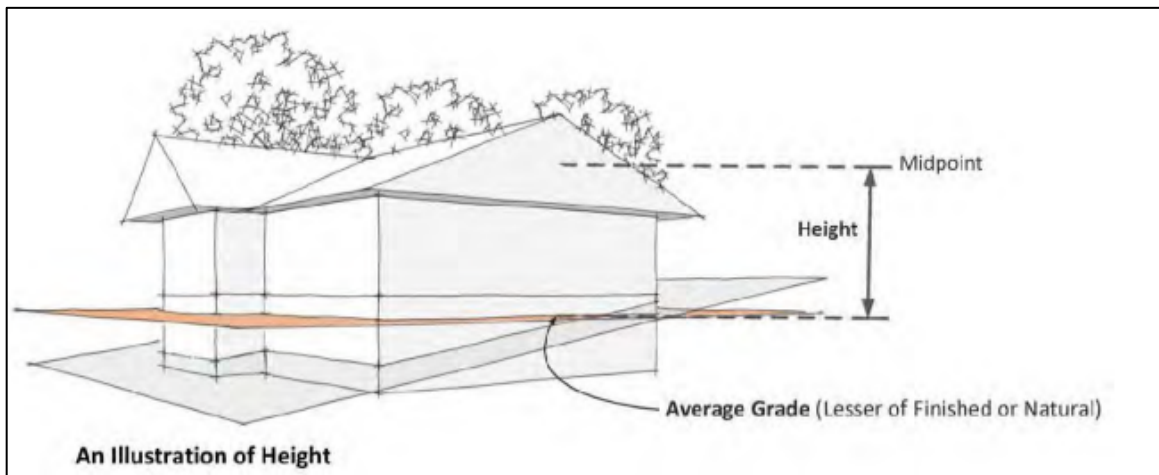 Midpoint
Height
Average Grade (Lesser of Finished or Natural)
An Illustration of Height